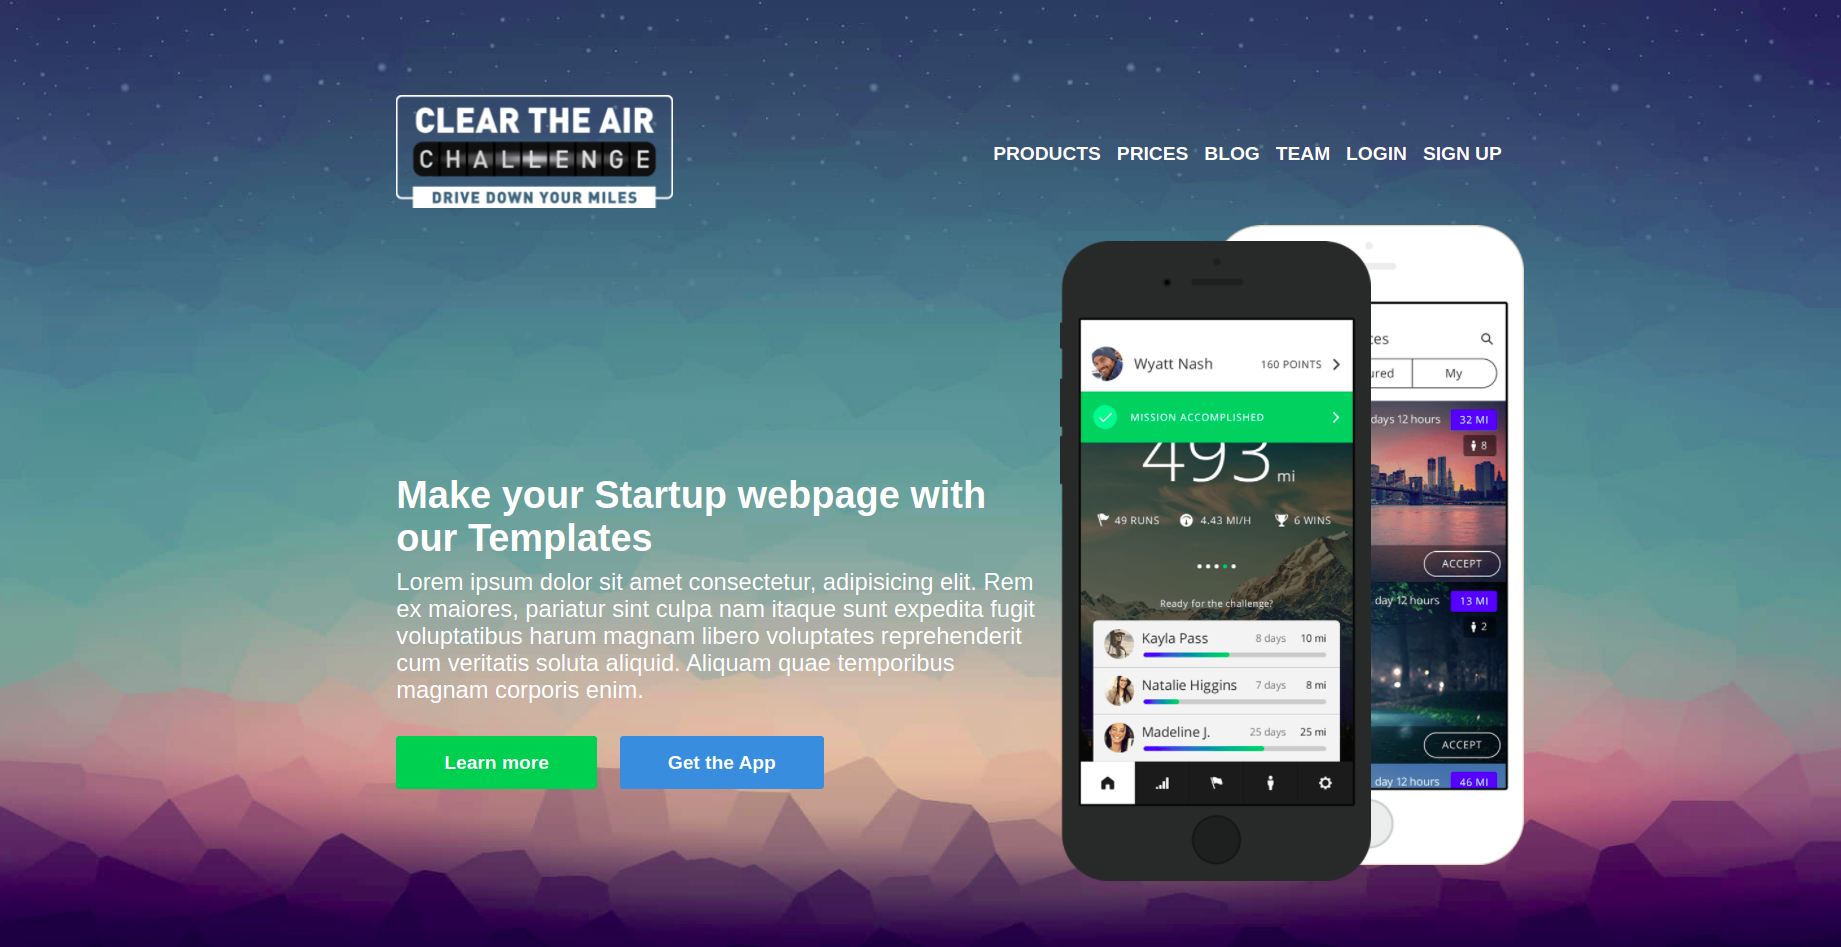 CLEAR THE AIR
CHALLENGE
DRIVE DOWN YOUR MILES
PRODUCTS PRICES BLOG TEAM LOGIN SIGN UP
Make your Startup webpage with
our Templates
Lorem ipsum dolor sit amet consectetur, adipisicing elit. Rem
ex maiores, pariatur sint culpa nam itaque sunt expedita fugit
voluptatibus harum magnam libero voluptates reprehenderit
cum veritatis soluta aliquid. Aliquam quae temporibus
magnam corporis enim.
Learn more
Get the App
Wyatt Nash 160 POINTS
MISSION ACCOMPLISHED
493 mi
49 RUNS 4.43 MI/H 6 WINS
Ready for the challenge?
Kayla Pass 8 days 10 mi
Natalie Higgins 7 days 8 mi
Madeline J. 25 days 25 mi
My
days 12 hours 32 MI
8
ACCEPT
day 12 hours 13 MI
2
ACCEPT
day 12 hours 46 MI